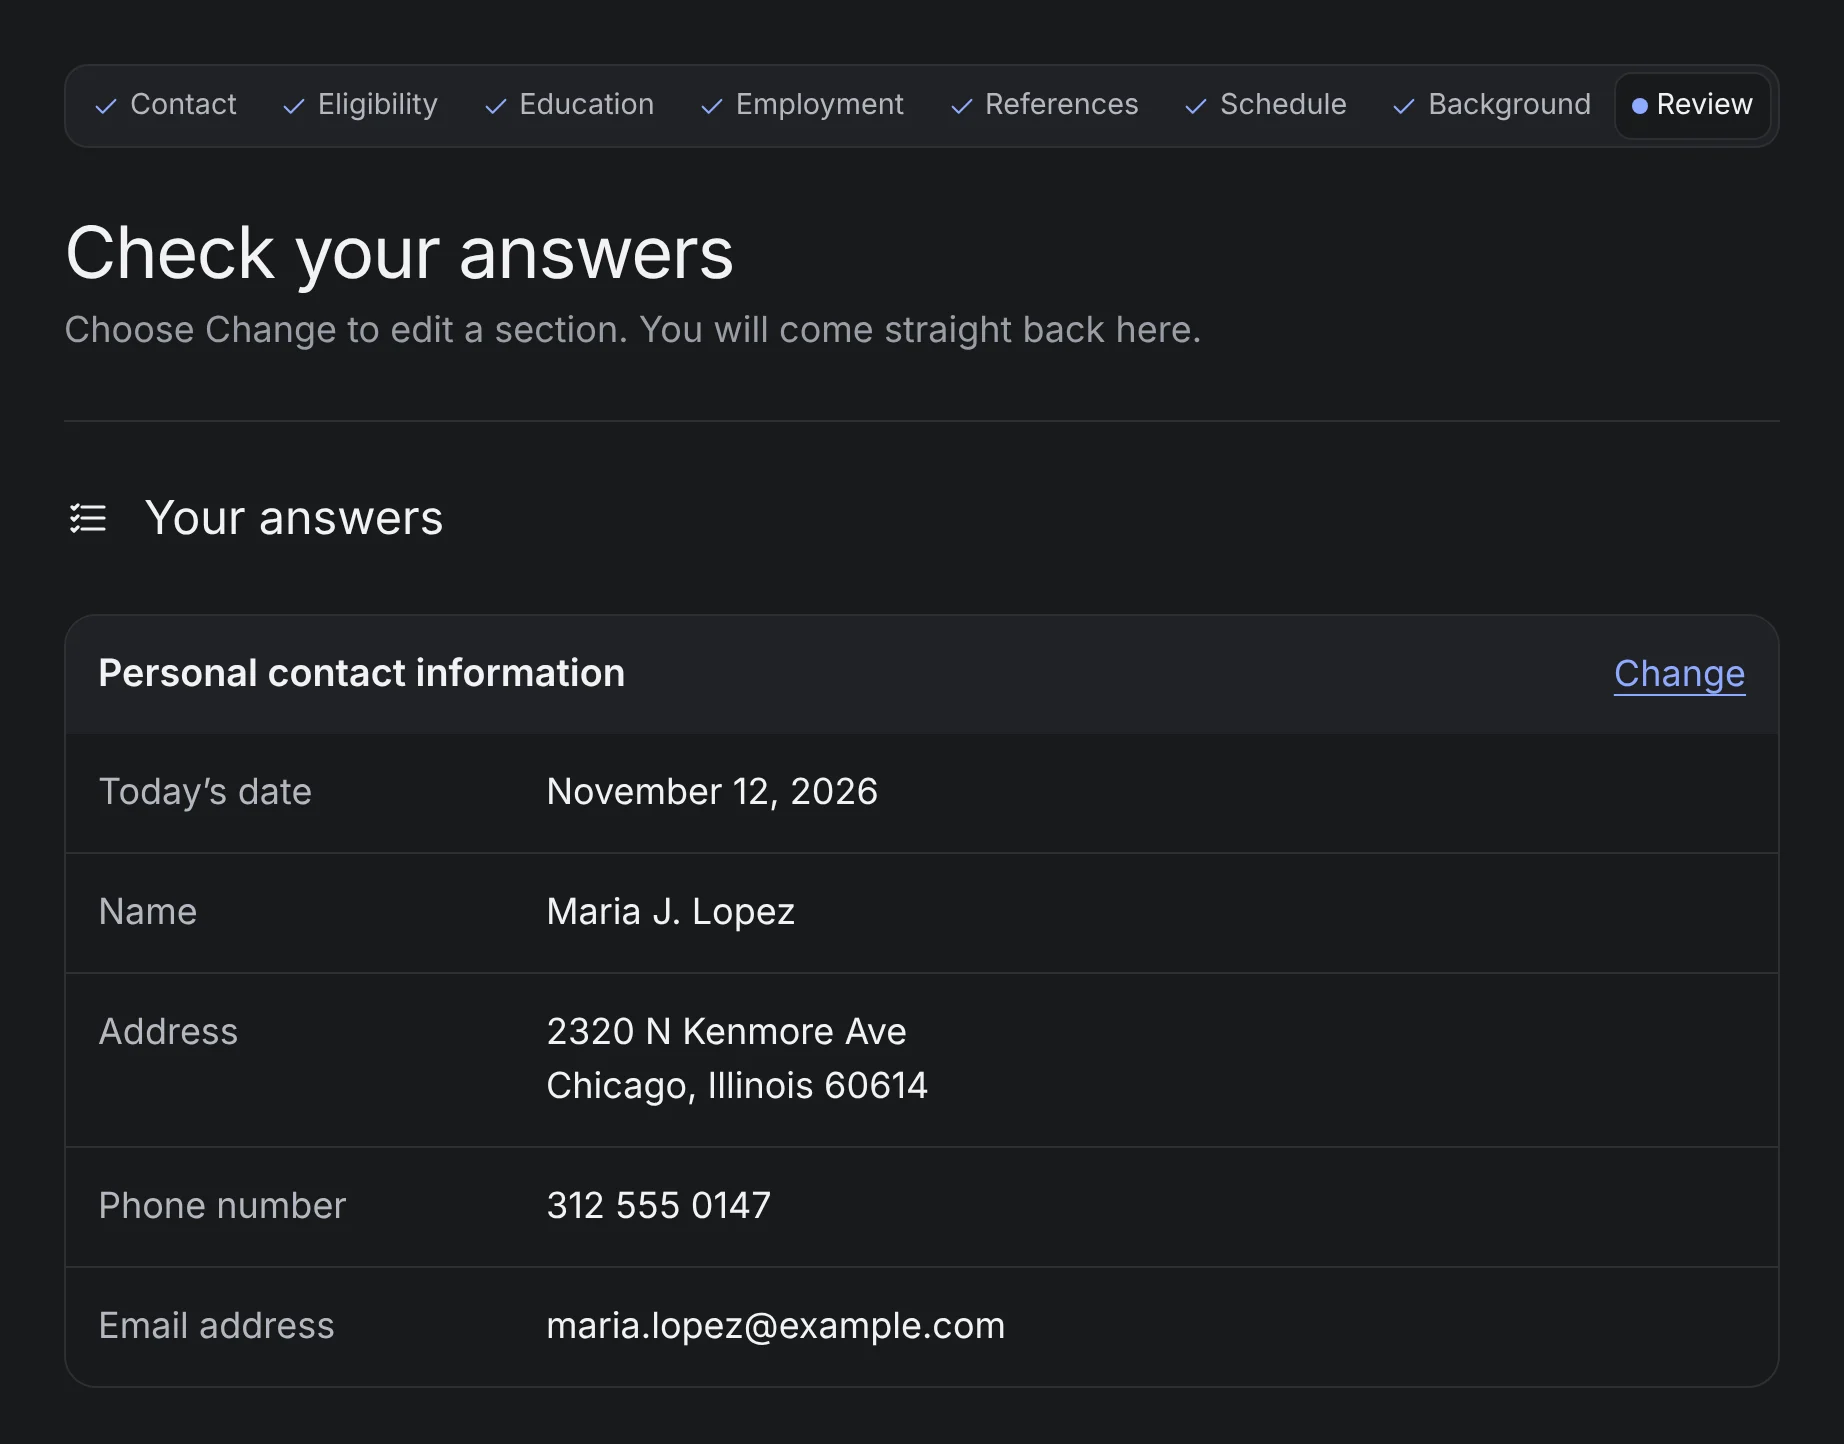 Contact Eligibility Education Employment References Schedule Background Review
Check your answers
Choose Change to edit a section. You will come straight back here.
Your answers
Personal contact information Change
Today’s date November 12, 2026
Name Maria J. Lopez
Address 2320 N Kenmore Ave
Chicago, Illinois 60614
Phone number 312 555 0147
Email address maria.lopez@example.com